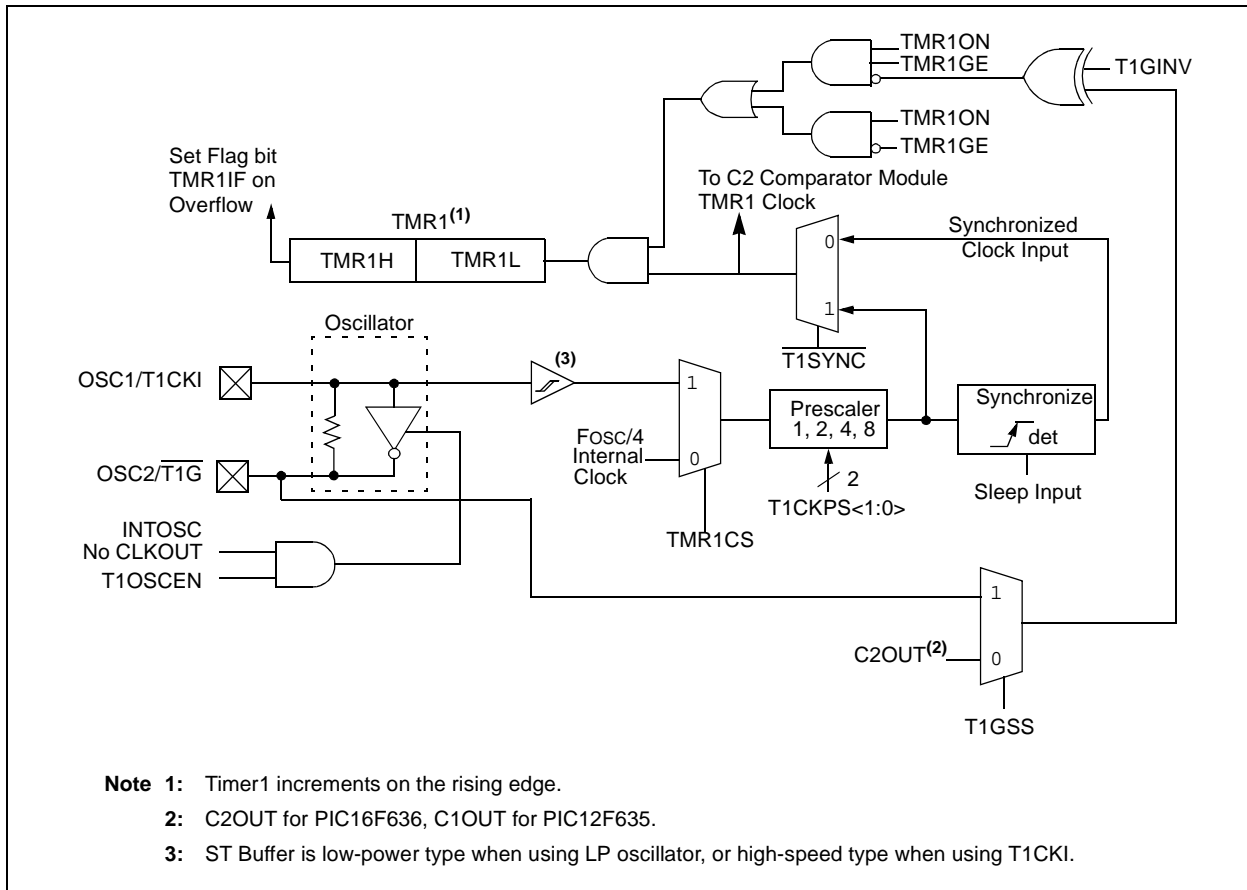 TMR1ON
TMR1GE
T1GINV
TMR1ON
TMR1GE
Set Flag bit
TMR1IF on
Overflow
To C2 Comparator Module
TMR1 Clock
TMR1(1)
TMR1H
TMR1L
0
Synchronized
Clock Input
1
T1SYNC
Oscillator
(3)
OSC1/T1CKI
1
Prescaler
1, 2, 4, 8
Synchronize
det
FOSC/4
Internal
Clock
0
OSC2/T1G
2
T1CKPS<1:0>
Sleep Input
INTOSC
No CLKOUT
T1OSCEN
TMR1CS
1
C2OUT(2)
0
T1GSS
Note 1: Timer1 increments on the rising edge.
2: C2OUT for PIC16F636, C1OUT for PIC12F635.
3: ST Buffer is low-power type when using LP oscillator, or high-speed type when using T1CKI.